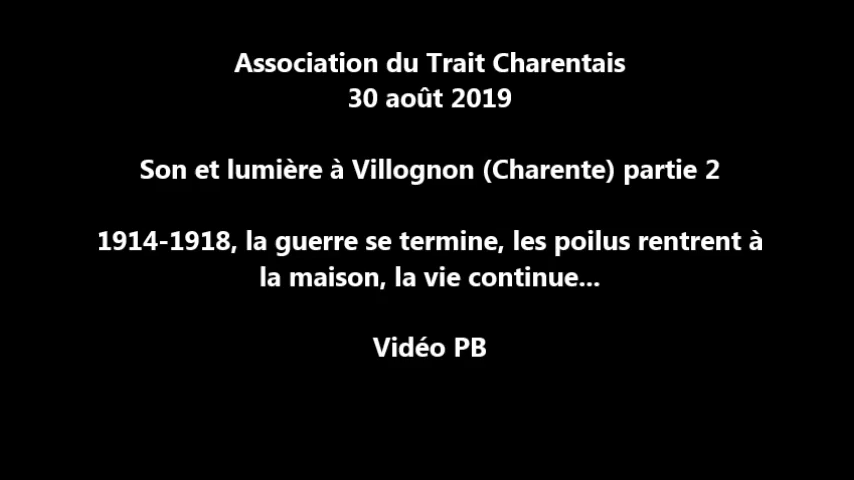 Association du Trait Charentais
30 août 2019
Son et lumière à Villognon (Charente) partie 2
1914-1918, la guerre se termine, les poilus rentrent à
la maison, la vie continue...
Vidéo PB